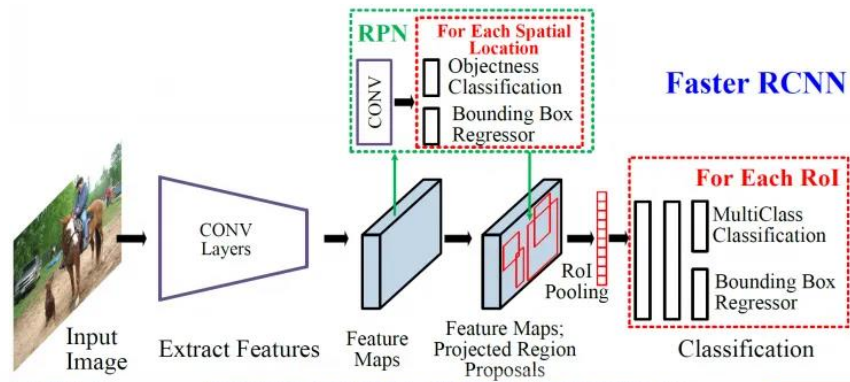 RPN
For Each Spatial
Location
CONV
Objectness
Classification
Bounding Box
Regressor
Faster RCNN
CONV
Layers
For Each RoI
MultiClass
Classification
Bounding Box
Regressor
RoI
Pooling
Input
Image
Extract Features
Feature
Maps
Feature Maps;
Projected Region
Proposals
Classification